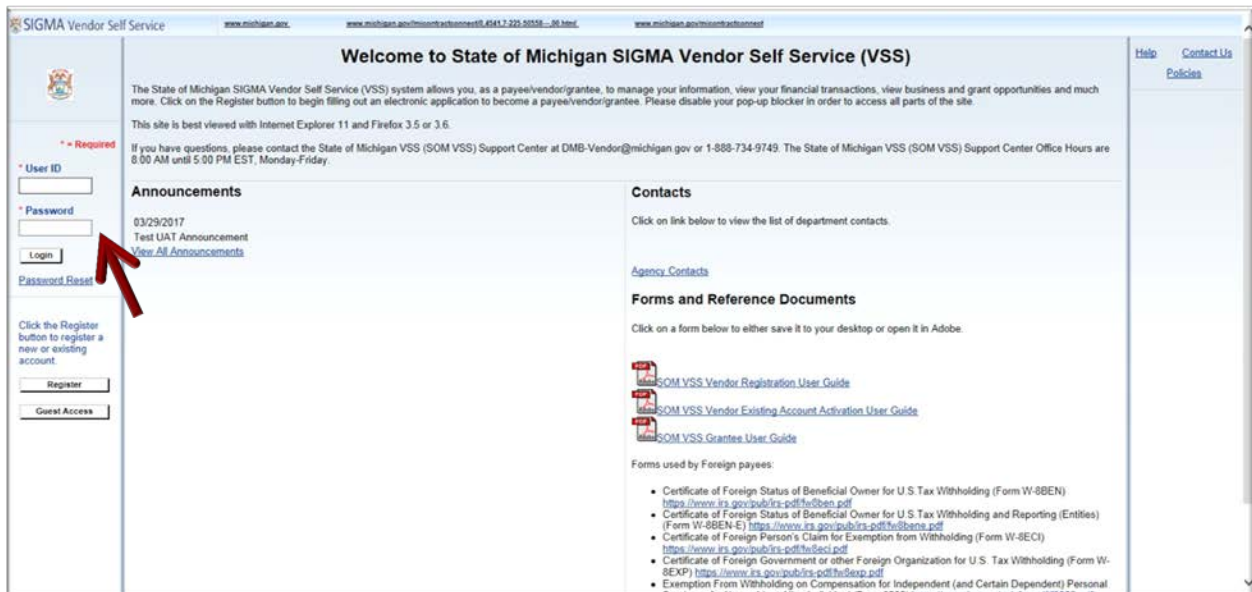 SIGMA Vendor Self Service
www.michigan.gov
www.michigan.gov/micontractconnect
Help
Contact Us
Policies
* = Required
* User ID
* Password
Login
Password Reset
Click the Register
button to register a
new or existing
account.
Register
Guest Access
Welcome to State of Michigan SIGMA Vendor Self Service (VSS)
The State of Michigan SIGMA Vendor Self Service (VSS) system allows you, as a payee/vendor/grantee, to manage your information, view your financial transactions, view business and grant opportunities and much
more. Click on the Register button to begin filling out an electronic application to become a payee/vendor/grantee. Please disable your pop-up blocker in order to access all parts of the site.
This site is best viewed with Internet Explorer 11 and Firefox 3.5 or 3.6.
If you have questions, please contact the State of Michigan VSS (SOM VSS) Support Center at DMB-Vendor@michigan.gov or 1-888-734-9749. The State of Michigan VSS (SOM VSS) Support Center Office Hours are
8:00 AM until 5:00 PM EST, Monday-Friday.
Announcements
03/29/2017
Test UAT Announcement
View All Announcements
Contacts
Click on link below to view the list of department contacts.
Agency Contacts
Forms and Reference Documents
Click on a form below to either save it to your desktop or open it in Adobe.
PDF SOM VSS Vendor Registration User Guide
PDF SOM VSS Vendor Existing Account Activation User Guide
PDF SOM VSS Grantee User Guide
Forms used by Foreign payees:
• Certificate of Foreign Status of Beneficial Owner for U.S.Tax Withholding (Form W-8BEN)
https://www.irs.gov/pub/irs-pdf/fw8ben.pdf
• Certificate of Foreign Status of Beneficial Owner for U.S.Tax Withholding and Reporting (Entities)
(Form W-8BEN-E) https://www.irs.gov/pub/irs-pdf/fw8bene.pdf
• Certificate of Foreign Person's Claim for Exemption from Withholding (Form W-8ECI)
https://www.irs.gov/pub/irs-pdf/fw8eci.pdf
• Certificate of Foreign Government or other Foreign Organization for U.S. Tax Withholding (Form W-
8EXP) https://www.irs.gov/pub/irs-pdf/fw8exp.pdf
• Exemption From Withholding on Compensation for Independent (and Certain Dependent) Personal